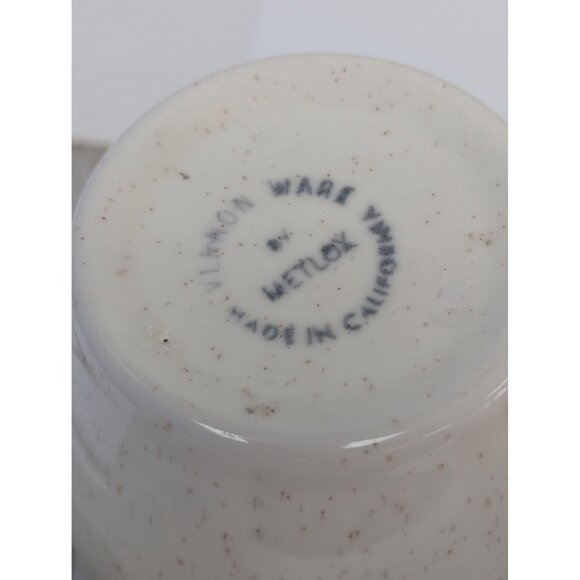 VERNON WARE
BY
METLOX
MADE IN CALIFORNIA